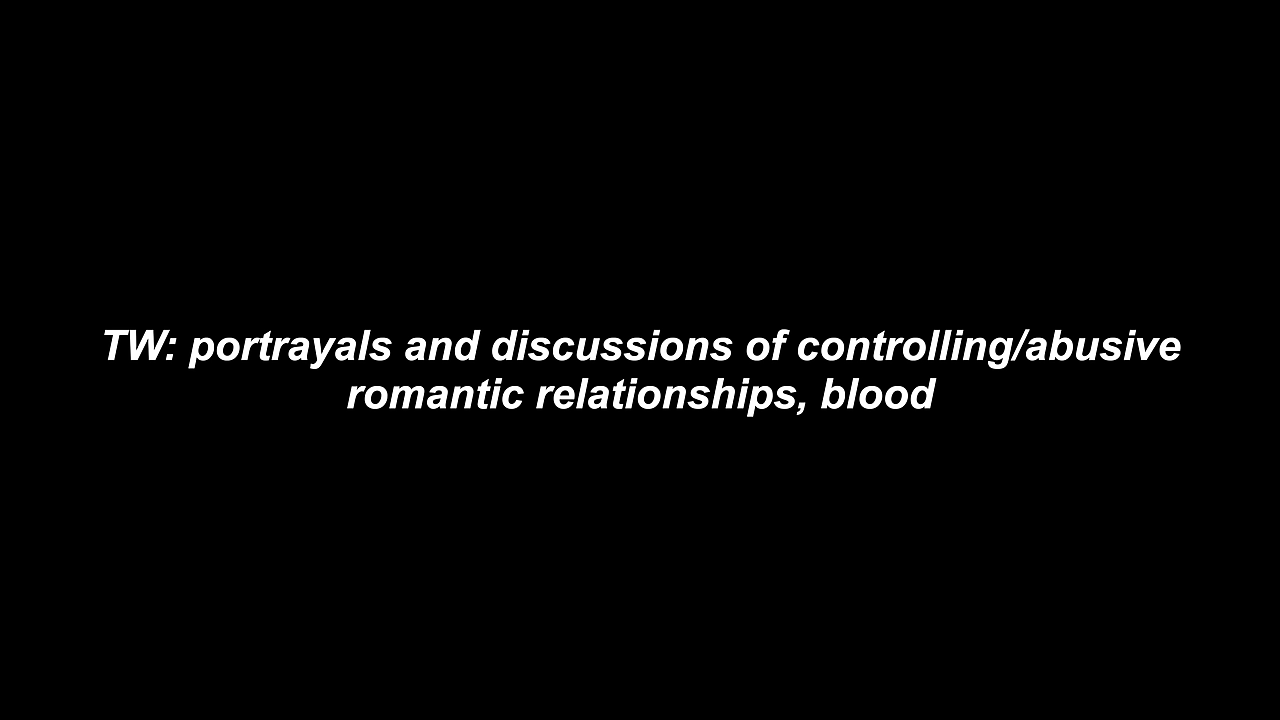 TW: portrayals and discussions of controlling/abusive
romantic relationships, blood